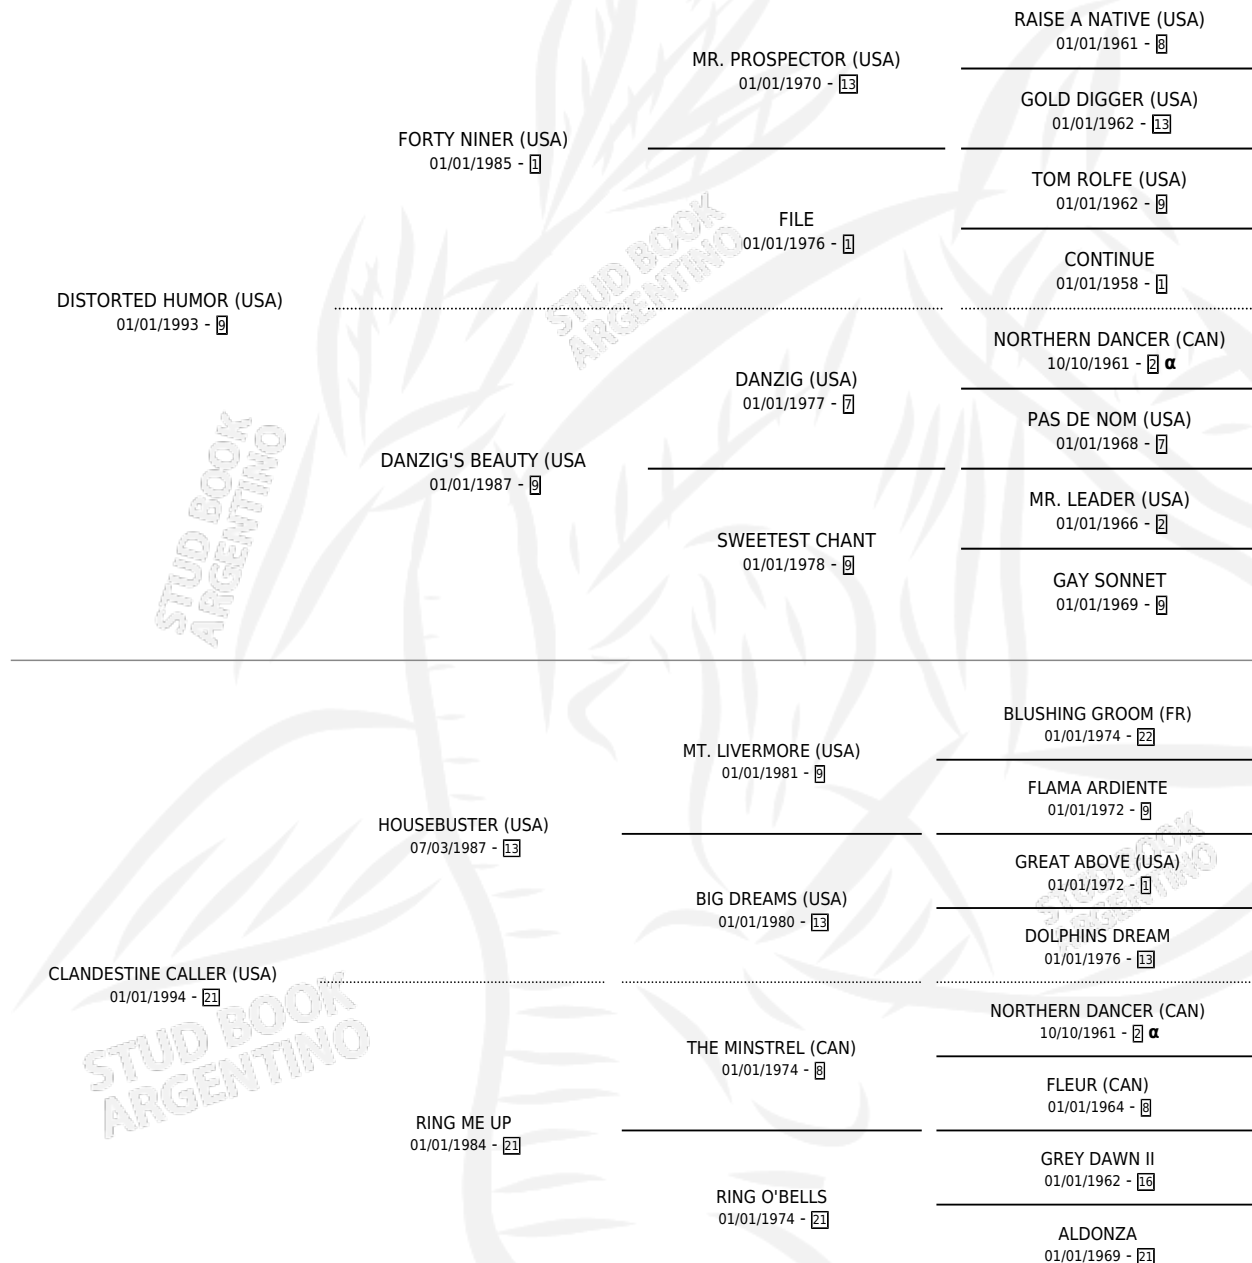 RAISE A NATIVE (USA)
01/01/1961 - 8
MR. PROSPECTOR (USA)
01/01/1970 - 13
GOLD DIGGER (USA)
01/01/1962 - 13
FORTY NINER (USA)
01/01/1985 - 1
TOM ROLFE (USA)
01/01/1962 - 9
FILE
01/01/1976 - 1
CONTINUE
01/01/1958 - 1
DISTORTED HUMOR (USA)
01/01/1993 - 9
NORTHERN DANCER (CAN)
10/10/1961 - 2 α
DANZIG (USA)
01/01/1977 - 7
PAS DE NOM (USA)
01/01/1968 - 7
DANZIG'S BEAUTY (USA
01/01/1987 - 9
MR. LEADER (USA)
01/01/1966 - 2
SWEETEST CHANT
01/01/1978 - 9
GAY SONNET
01/01/1969 - 9
BLUSHING GROOM (FR)
01/01/1974 - 22
MT. LIVERMORE (USA)
01/01/1981 - 9
FLAMA ARDIENTE
01/01/1972 - 9
HOUSEBUSTER (USA)
07/03/1987 - 13
GREAT ABOVE (USA)
01/01/1972 - 1
BIG DREAMS (USA)
01/01/1980 - 13
DOLPHINS DREAM
01/01/1976 - 13
CLANDESTINE CALLER (USA)
01/01/1994 - 21
NORTHERN DANCER (CAN)
10/10/1961 - 2 α
THE MINSTREL (CAN)
01/01/1974 - 8
FLEUR (CAN)
01/01/1964 - 8
RING ME UP
01/01/1984 - 21
GREY DAWN II
01/01/1962 - 16
RING O'BELLS
01/01/1974 - 21
ALDONZA
01/01/1969 - 21
STUD BOOK
ARGENTINO
STUD BOOK
ARGENTINO
STUD BOOK
ARGENTINO
STUD BOOK
ARGENTINO